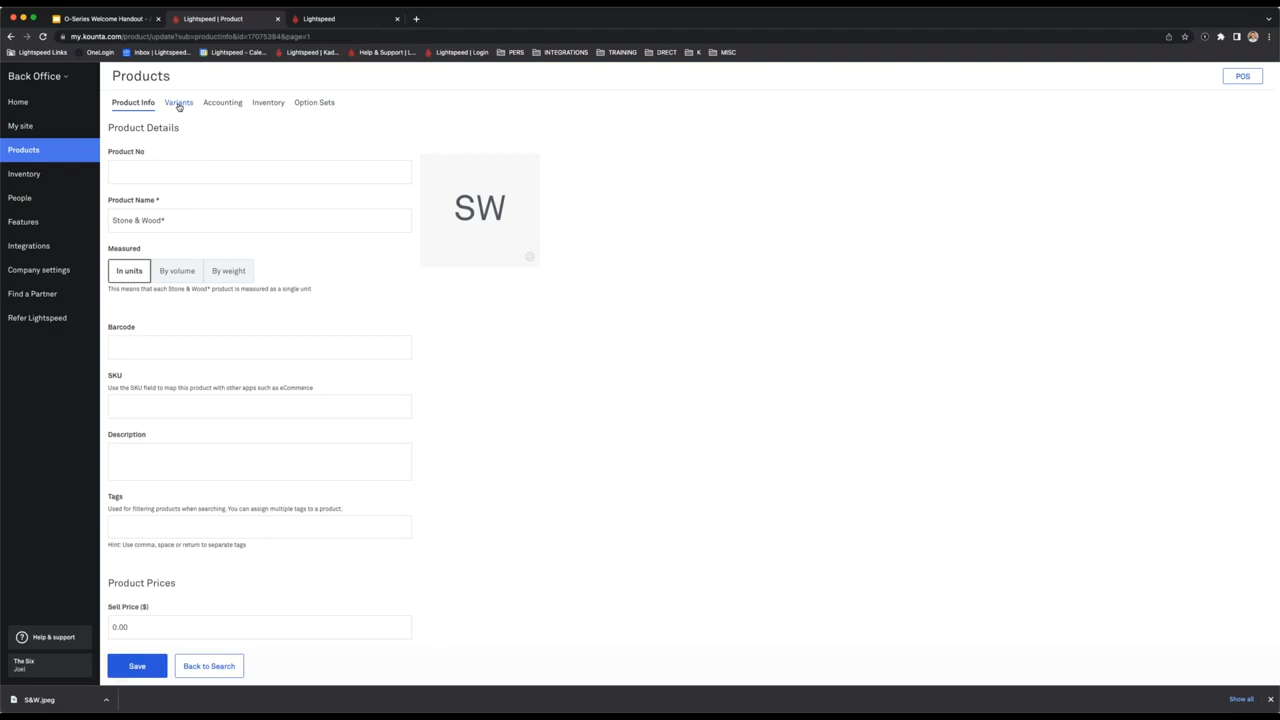 O-Series Welcome Handout - A
Lightspeed | Product
Lightspeed
my.kounta.com/product/update?sub=productinfo&id=17075384&page=1
Lightspeed Links
OneLogin
Inbox | Lightspeed...
Lightspeed - Cale...
Lightspeed | Kad...
Help & Support | L...
Lightspeed | Login
PERS
INTEGRATIONS
TRAINING
DRECT
K
MISC
Back Office
Products
POS
Home
My site
Products
Inventory
People
Features
Integrations
Company settings
Find a Partner
Refer Lightspeed
Product Info
Variants
Accounting
Inventory
Option Sets
Product Details
Product No
Product Name *
Stone & Wood*
SW
Measured
In units
By volume
By weight
This means that each Stone & Wood* product is measured as a single unit
Barcode
SKU
Use the SKU field to map this product with other apps such as eCommerce
Description
Tags
Used for filtering products when searching. You can assign multiple tags to a product.
Hint: Use comma, space or return to separate tags
Product Prices
Sell Price ($)
0.00
Save
Back to Search
Help & support
The Six
Joel
S&W.jpeg
Show all